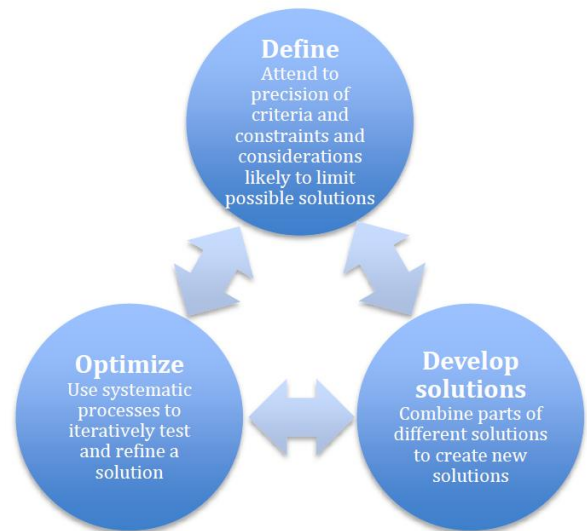 Define
Attend to
precision of
criteria and
constraints and
considerations
likely to limit
possible solutions
Optimize
Use systematic
processes to
iteratively test
and refine a
solution
Develop
solutions
Combine parts of
different solutions
to create new
solutions